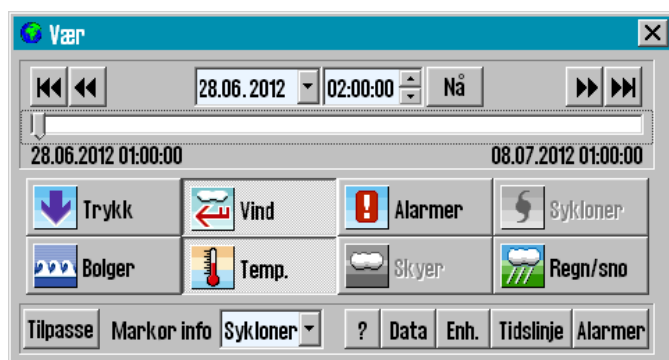 Vær
28.06.2012 02:00:00 Nå
28.06.2012 01:00:00 08.07.2012 01:00:00
Trykk Vind Alarmer Sykloner
Bolger Temp. Skyer Regn/sno
Tilpasse Markor info Sykloner ? Data Enh. Tidslinje Alarmer